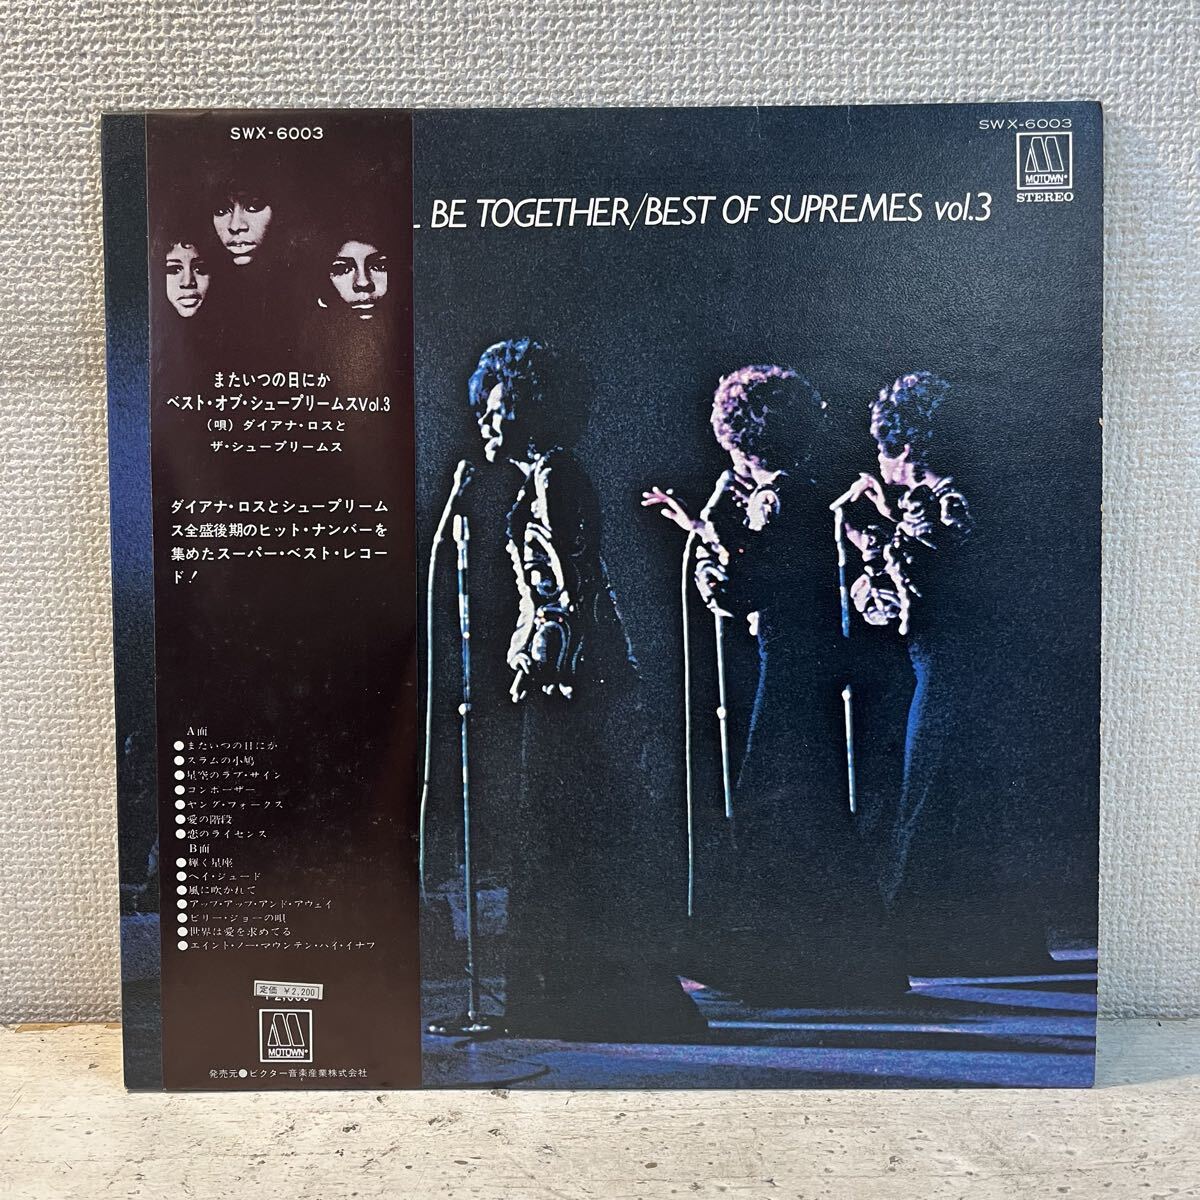 SWX-6003
またいつの日にか
ベスト・オブ・シュープリームスVol.3
(唄) ダイアナ・ロスと
ザ・シュープリームス
ダイアナ・ロスとシュープリーム
ス全盛後期のヒット・ナンバーを
集めたスーパー・ベスト・レコー
ド!
A面
●またいつの日にか
●スラムの小鳩
●星空のラブ・サイン
●コンポーザー
●ヤング・フォークス
●愛の階段
●恋のライセンス
B面
●輝く星座
●ヘイ・ジュード
●風に吹かれて
●アップ・アップ・アンド・アウェイ
●ビリー・ジョーの唄
●世界は愛を求めてる
●エイント・ノー・マウンテン・ハイ・イナフ
定価 ¥2,200
MOTOWN®
発売元●ビクター音楽産業株式会社
SWX-6003
MOTOWN®
STEREO
BE TOGETHER/BEST OF SUPREMES vol.3